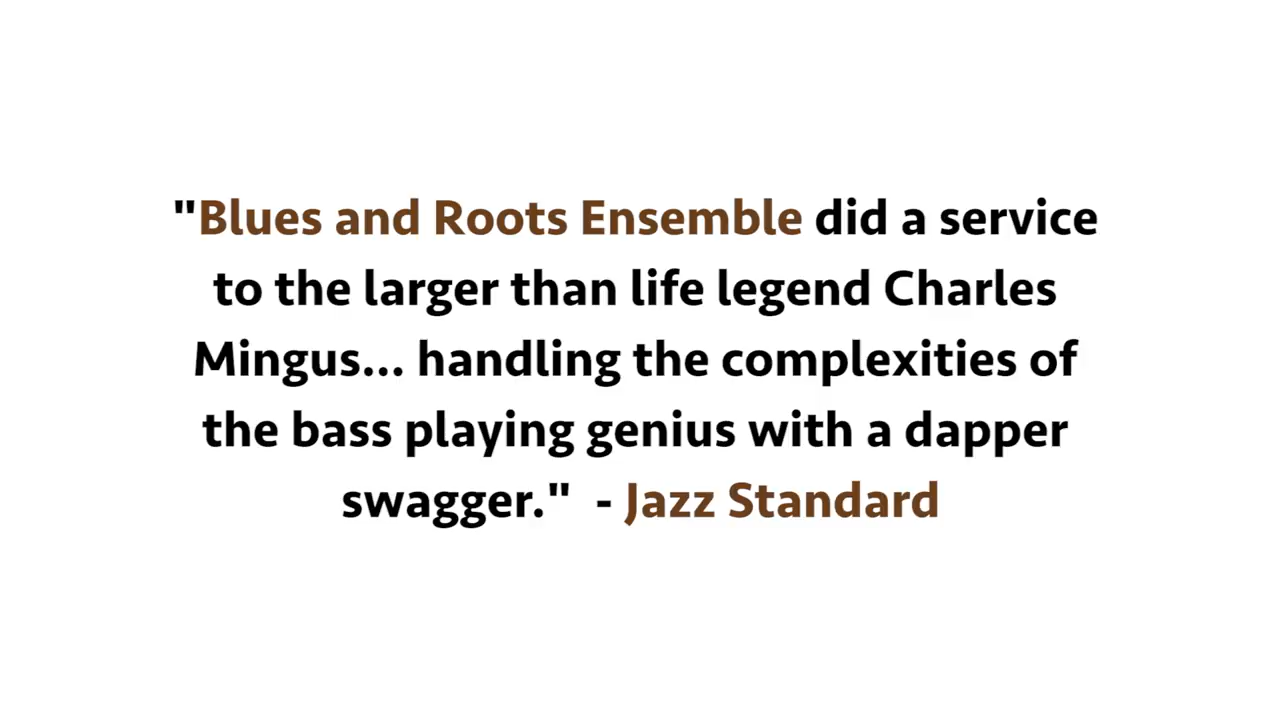 "Blues and Roots Ensemble did a service
to the larger than life legend Charles
Mingus... handling the complexities of
the bass playing genius with a dapper
swagger."  - Jazz Standard